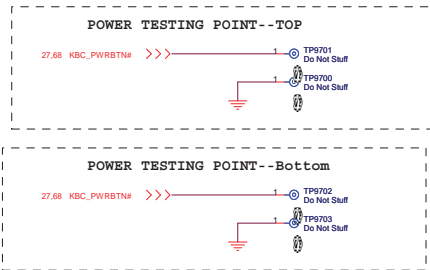 POWER TESTING POINT--TOP
27,68 KBC_PWRBTN# 1 TP9701
Do Not Stuff
1 TP9700
Do Not Stuff
POWER TESTING POINT--Bottom
27,68 KBC_PWRBTN# 1 TP9702
Do Not Stuff
1 TP9703
Do Not Stuff